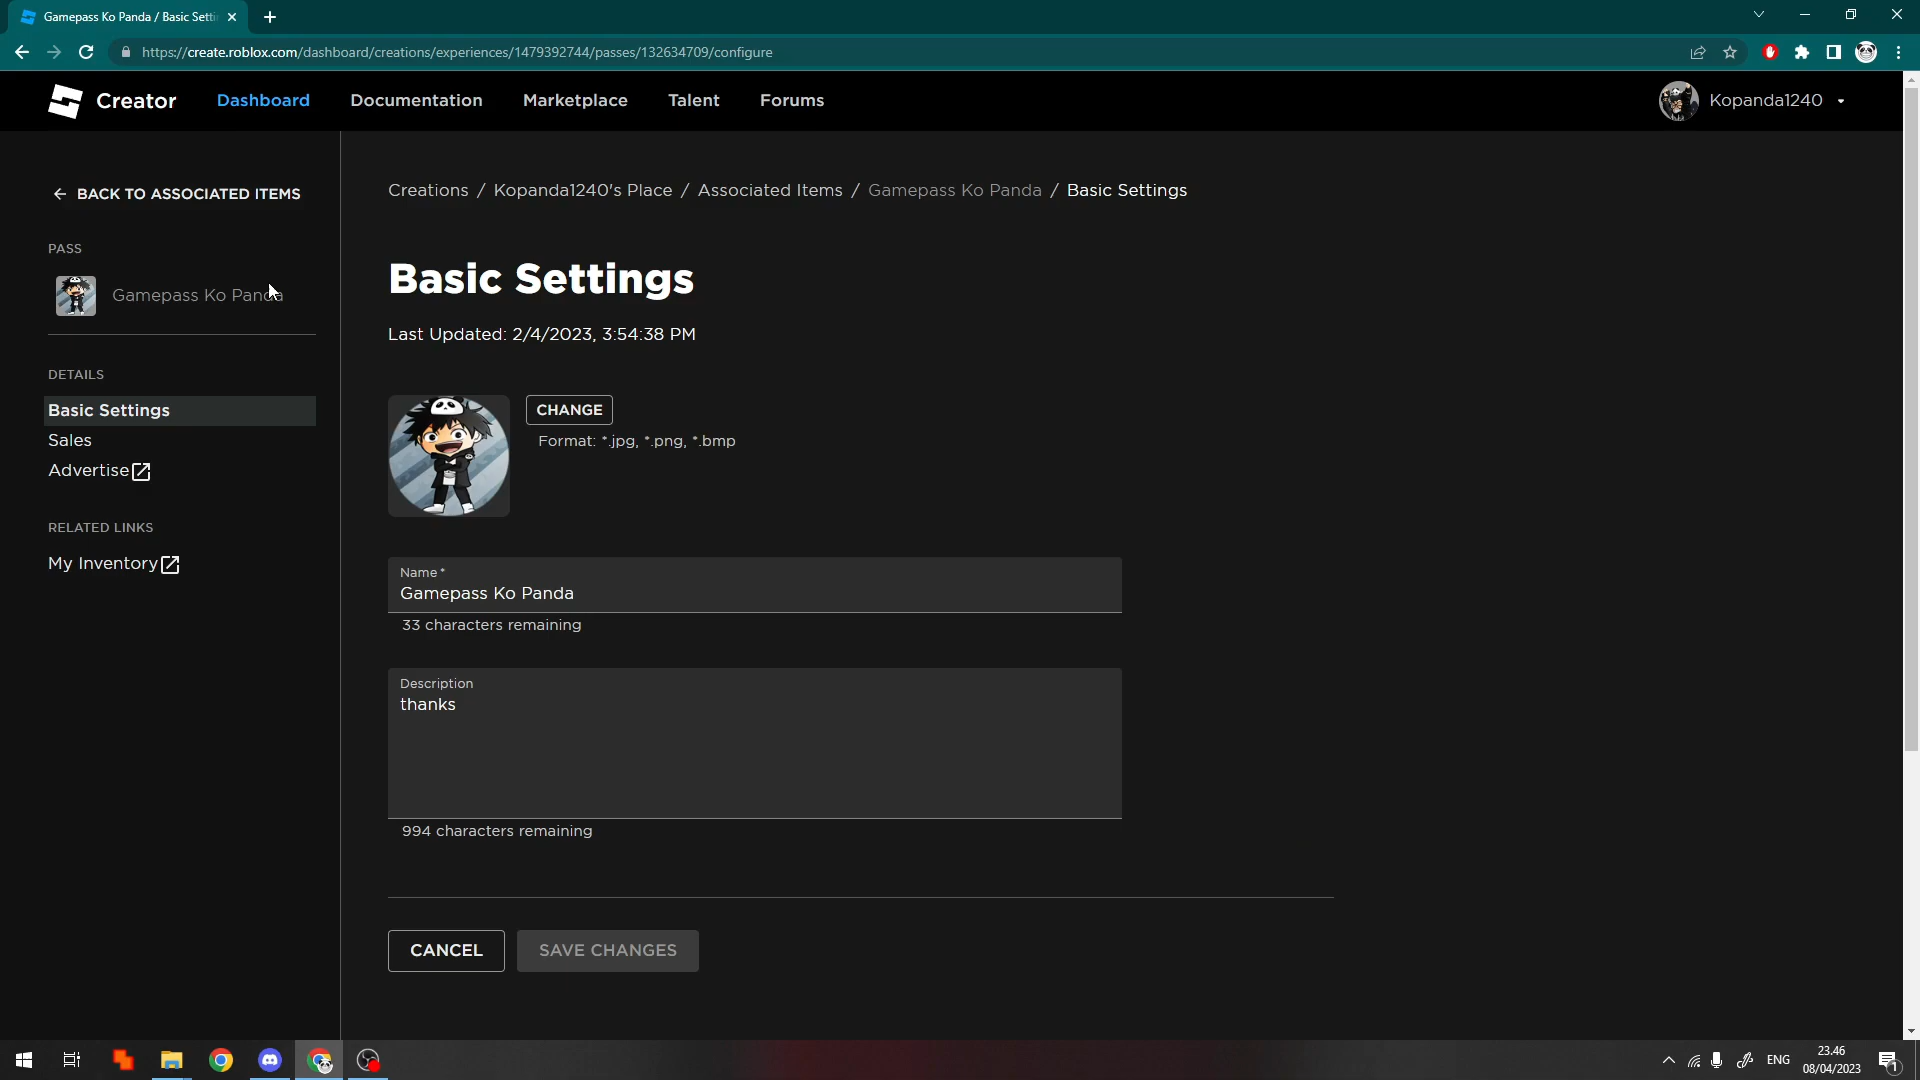 Gamepass Ko Panda / Basic Setti
https://create.roblox.com/dashboard/creations/experiences/1479392744/passes/132634709/configure
Creator
Dashboard
Documentation
Marketplace
Talent
Forums
Kopanda1240
BACK TO ASSOCIATED ITEMS
PASS
Gamepass Ko Panda
DETAILS
Basic Settings
Sales
Advertise
RELATED LINKS
My Inventory
Creations / Kopanda1240's Place / Associated Items / Gamepass Ko Panda / Basic Settings
Basic Settings
Last Updated: 2/4/2023, 3:54:38 PM
CHANGE
Format: *.jpg, *.png, *.bmp
Name *
Gamepass Ko Panda
33 characters remaining
Description
thanks
994 characters remaining
CANCEL
SAVE CHANGES
ENG
23.46
08/04/2023
1